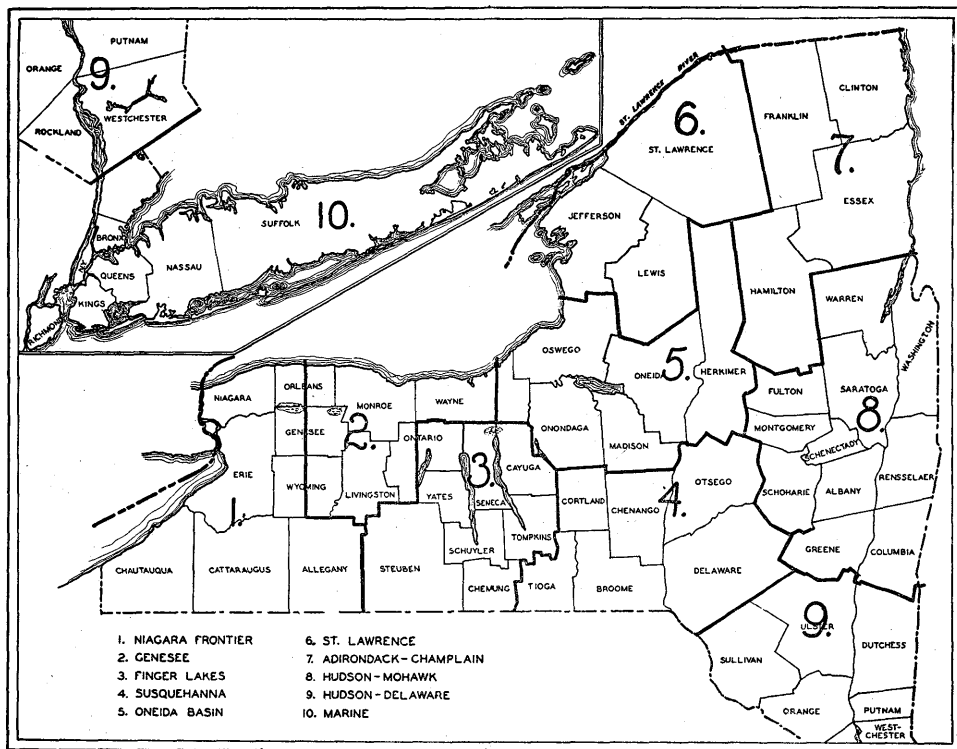 PUTNAM
ORANGE
9.
WESTCHESTER
ROCKLAND
BRONX
N.Y.
QUEENS
KINGS
RICHMOND
NASSAU
SUFFOLK
10.
ST. LAWRENCE RIVER
6.
ST. LAWRENCE
FRANKLIN
CLINTON
7.
ESSEX
JEFFERSON
LEWIS
HAMILTON
WARREN
WASHINGTON
OSWEGO
ONEIDA
5.
HERKIMER
FULTON
SARATOGA
8.
MONTGOMERY
SCHENECTADY
NIAGARA
ORLEANS
MONROE
WAYNE
GENESEE
2.
ONTARIO
ONONDAGA
MADISON
ERIE
WYOMING
LIVINGSTON
YATES
3.
SENECA
CAYUGA
CORTLAND
CHENANGO
4.
OTSEGO
SCHOHARIE
ALBANY
RENSSELAER
1.
SCHUYLER
TOMPKINS
GREENE
COLUMBIA
CHAUTAUQUA
CATTARAUGUS
ALLEGANY
STEUBEN
CHEMUNG
TIOGA
BROOME
DELAWARE
9.
ULSTER
SULLIVAN
DUTCHESS
ORANGE
PUTNAM
WEST-
CHESTER
1. NIAGARA FRONTIER
2. GENESEE
3. FINGER LAKES
4. SUSQUEHANNA
5. ONEIDA BASIN
6. ST. LAWRENCE
7. ADIRONDACK-CHAMPLAIN
8. HUDSON-MOHAWK
9. HUDSON-DELAWARE
10. MARINE